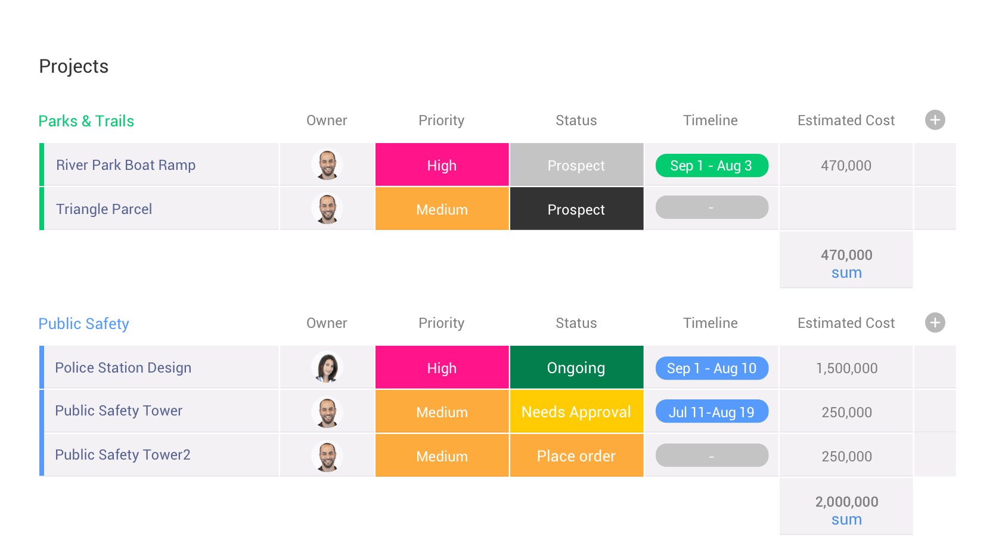 Projects
Parks & Trails Owner Priority Status Timeline Estimated Cost +
River Park Boat Ramp High Prospect Sep 1 - Aug 3 470,000
Triangle Parcel Medium Prospect -
470,000
sum
Public Safety Owner Priority Status Timeline Estimated Cost +
Police Station Design High Ongoing Sep 1 - Aug 10 1,500,000
Public Safety Tower Medium Needs Approval Jul 11-Aug 19 250,000
Public Safety Tower2 Medium Place order - 250,000
2,000,000
sum